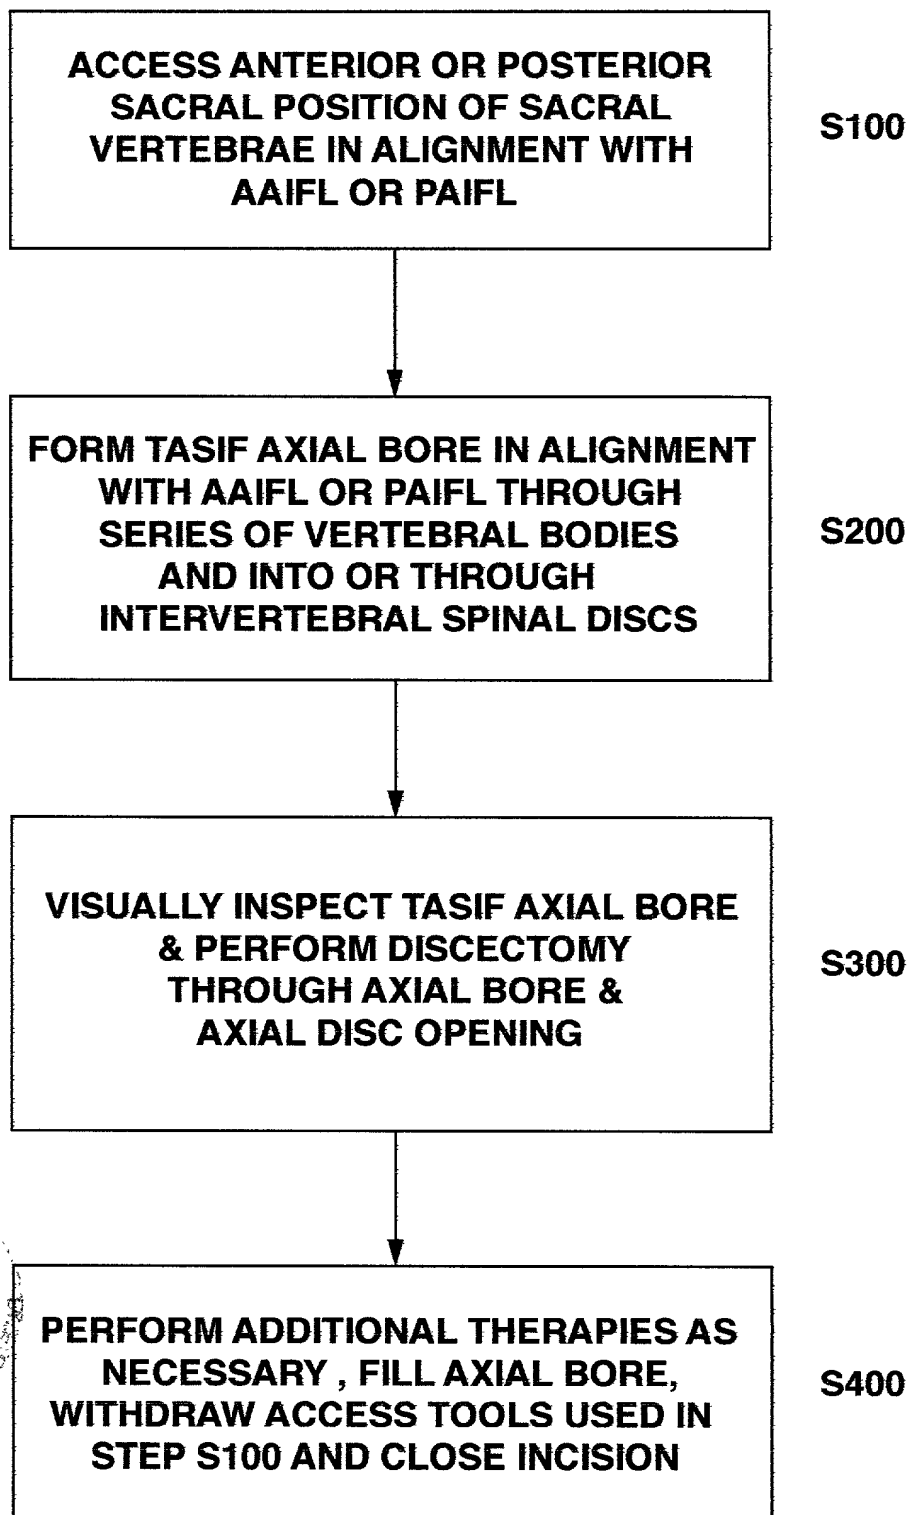 ACCESS ANTERIOR OR POSTERIOR
SACRAL POSITION OF SACRAL
VERTEBRAE IN ALIGNMENT WITH
AAIFL OR PAIFL
S100
FORM TASIF AXIAL BORE IN ALIGNMENT
WITH AAIFL OR PAIFL THROUGH
SERIES OF VERTEBRAL BODIES
AND INTO OR THROUGH
INTERVERTEBRAL SPINAL DISCS
S200
VISUALLY INSPECT TASIF AXIAL BORE
& PERFORM DISCECTOMY
THROUGH AXIAL BORE &
AXIAL DISC OPENING
S300
PERFORM ADDITIONAL THERAPIES AS
NECESSARY , FILL AXIAL BORE,
WITHDRAW ACCESS TOOLS USED IN
STEP S100 AND CLOSE INCISION
S400